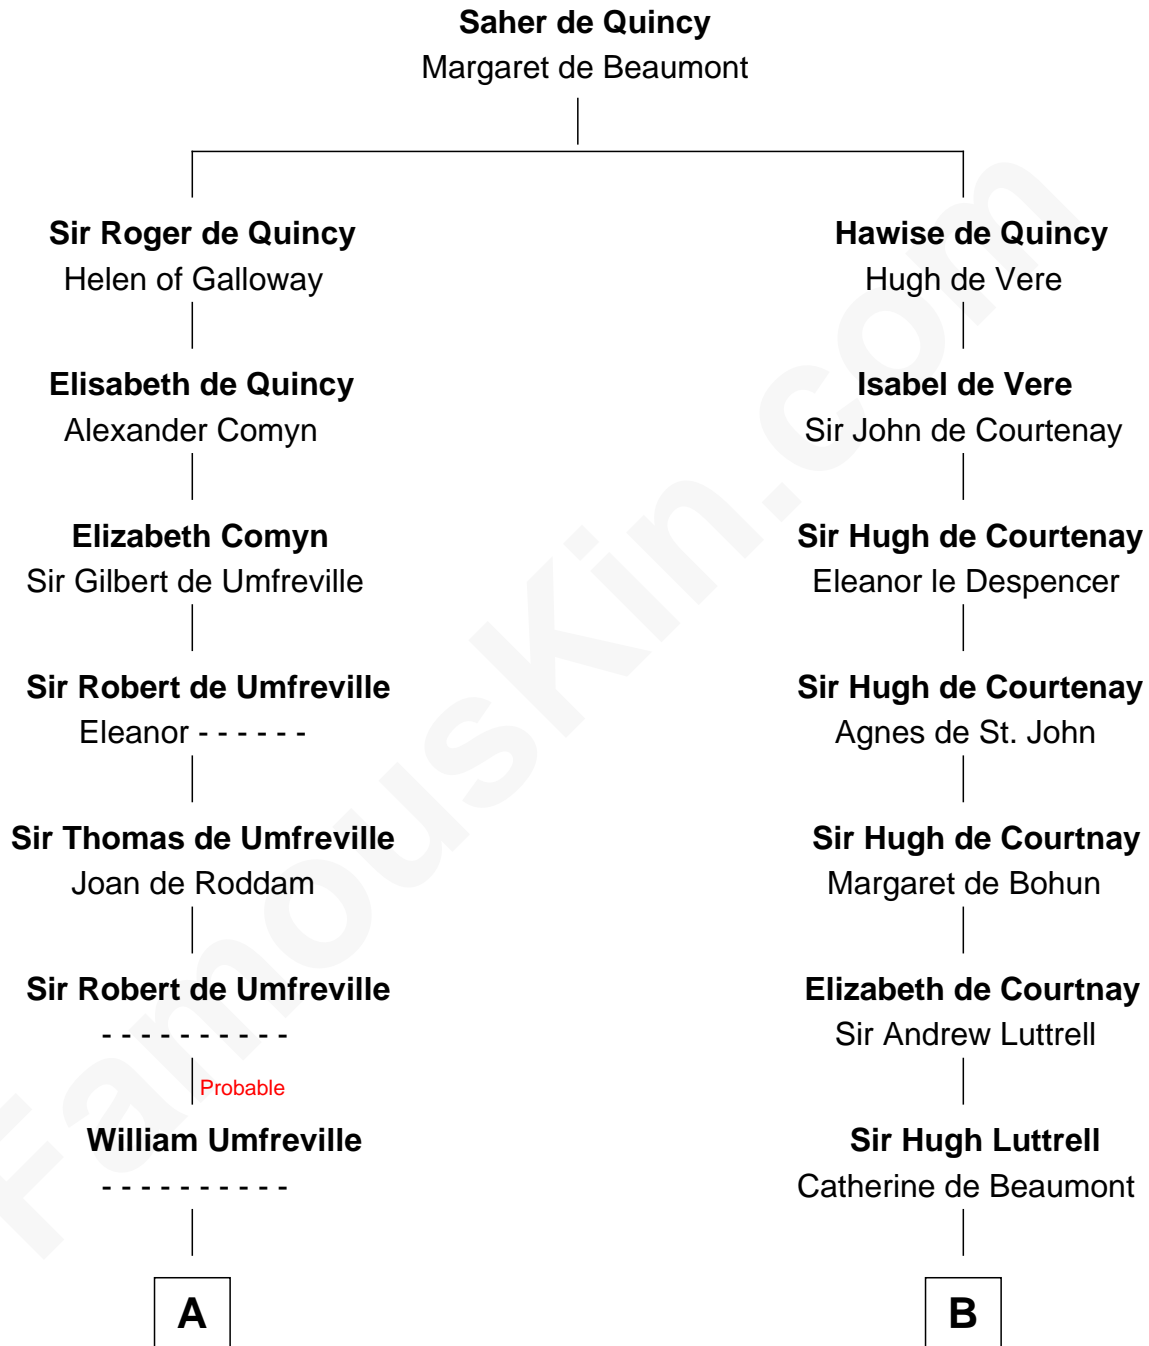 Saher de Quincy
Margaret de Beaumont
Sir Roger de Quincy
Helen of Galloway
Hawise de Quincy
Hugh de Vere
Elisabeth de Quincy
Alexander Comyn
Isabel de Vere
Sir John de Courtenay
Elizabeth Comyn
Sir Gilbert de Umfreville
Sir Hugh de Courtenay
Eleanor le Despencer
Sir Robert de Umfreville
Eleanor - - - - - -
Sir Hugh de Courtenay
Agnes de St. John
Sir Thomas de Umfreville
Joan de Roddam
Sir Hugh de Courtnay
Margaret de Bohun
Sir Robert de Umfreville
- - - - - - - - - -
Elizabeth de Courtnay
Sir Andrew Luttrell
Probable
William Umfreville
- - - - - - - - - -
Sir Hugh Luttrell
Catherine de Beaumont
A
B
FamousKin.com